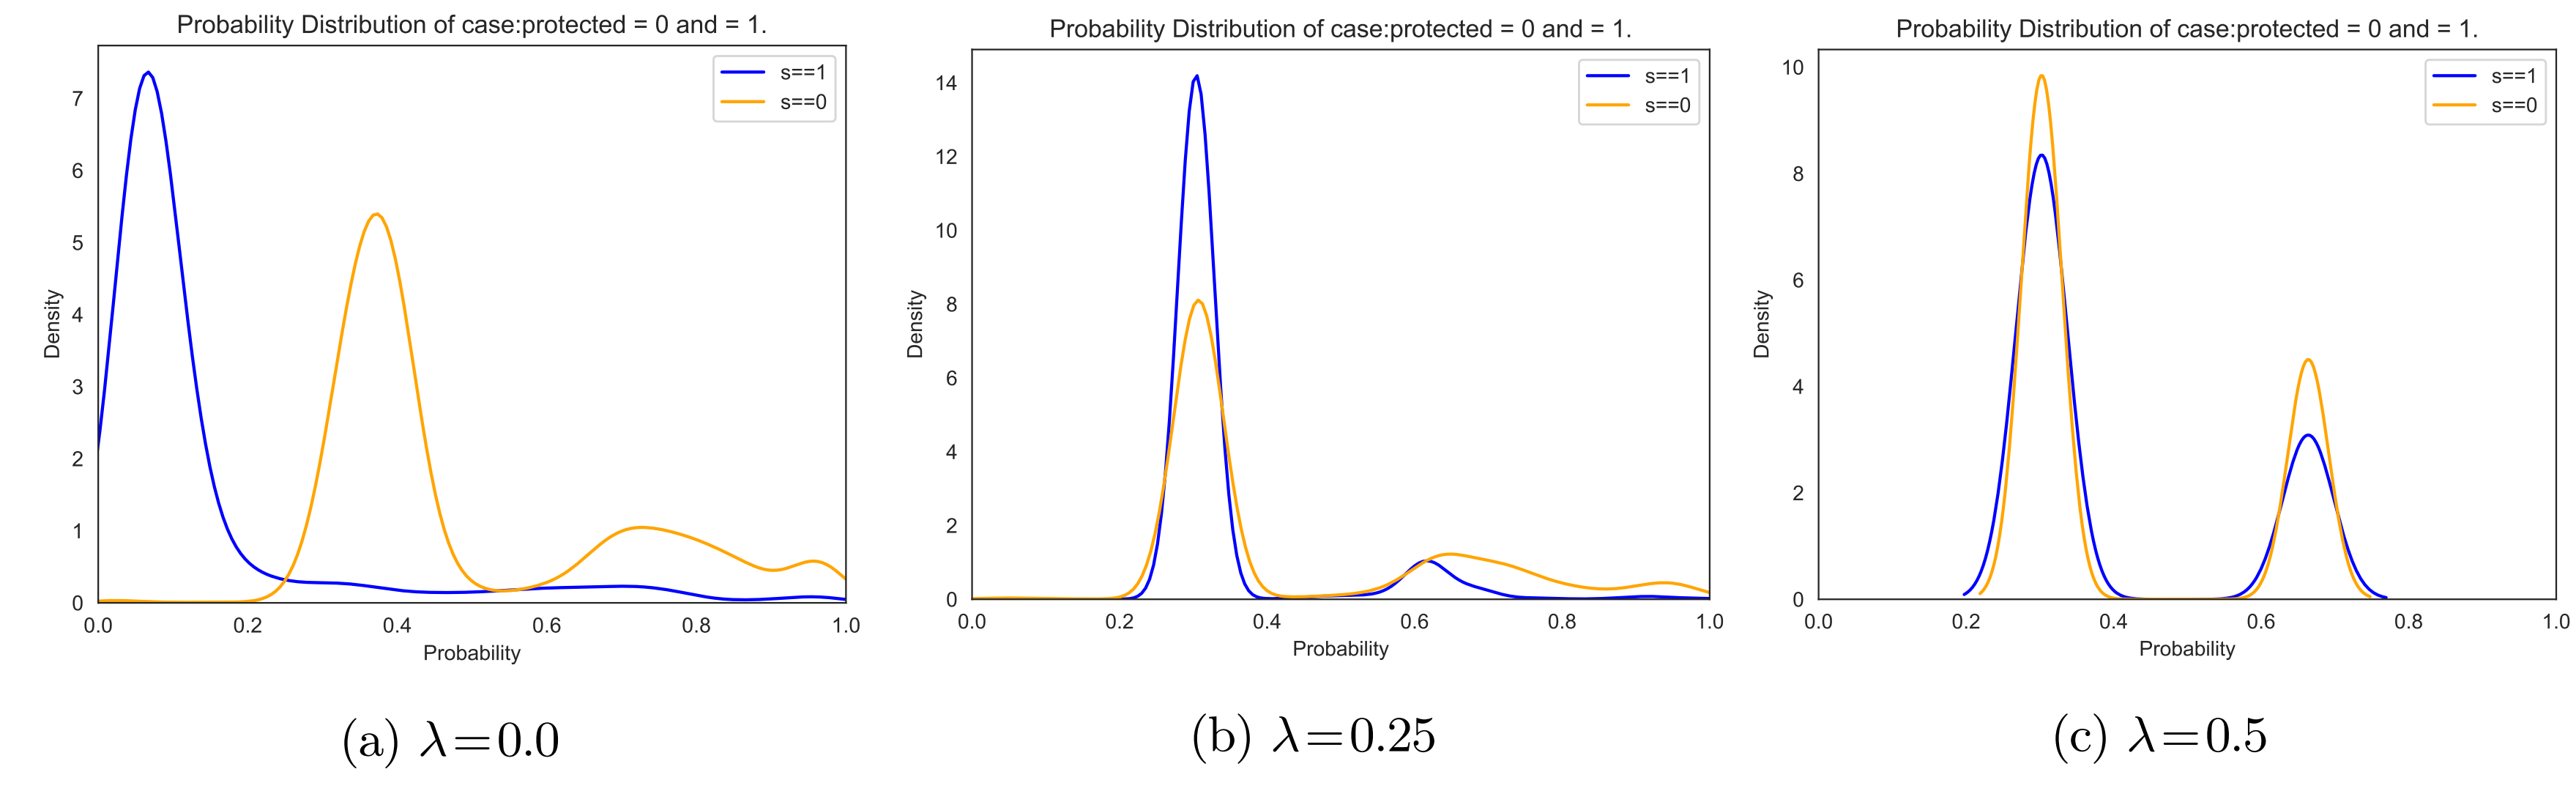 Probability Distribution of case:protected = 0 and = 1.
s==1
s==0
7
6
5
4
3
2
1
0
Density
0.0 0.2 0.4 0.6 0.8 1.0
Probability
(a) λ=0.0
Probability Distribution of case:protected = 0 and = 1.
s==1
s==0
14
12
10
8
6
4
2
0
Density
0.0 0.2 0.4 0.6 0.8 1.0
Probability
(b) λ=0.25
Probability Distribution of case:protected = 0 and = 1.
s==1
s==0
10
8
6
4
2
0
Density
0.0 0.2 0.4 0.6 0.8 1.0
Probability
(c) λ=0.5